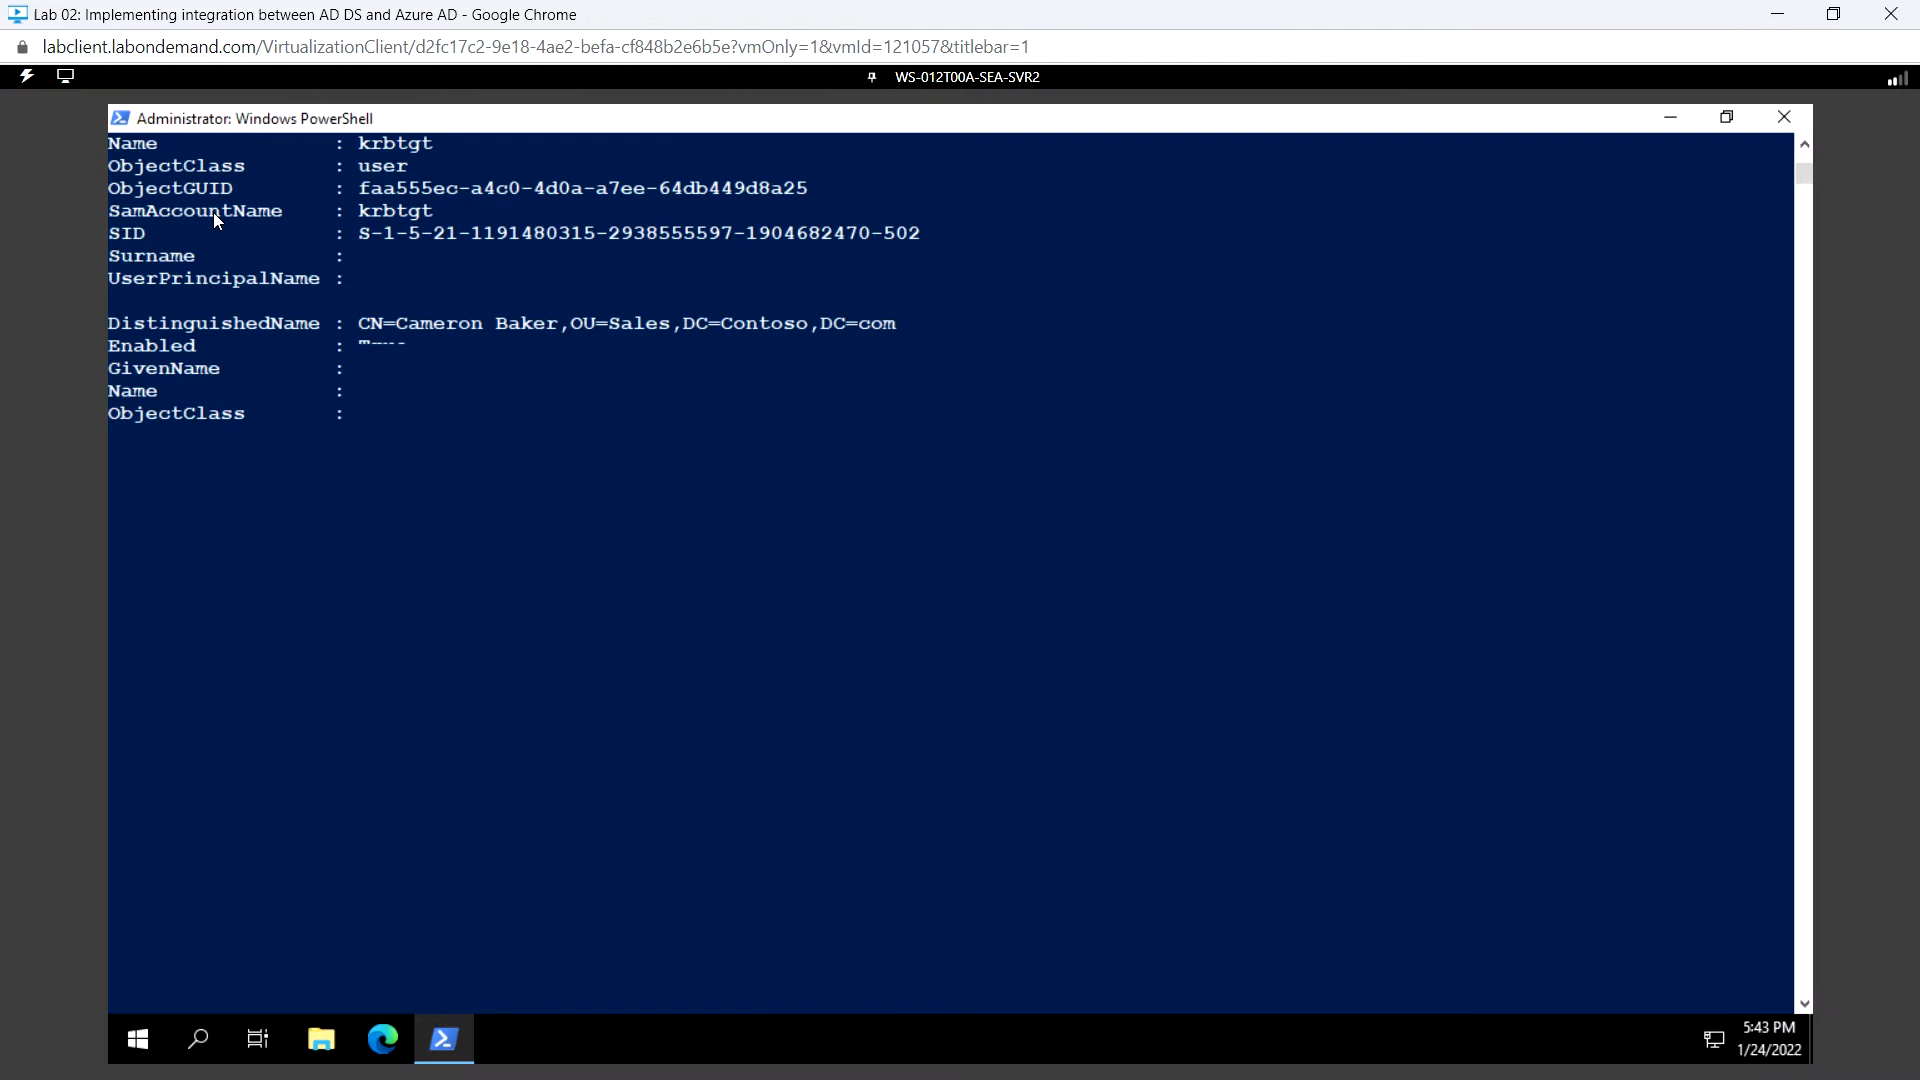 Lab 02: Implementing integration between AD DS and Azure AD - Google Chrome
labclient.labondemand.com/VirtualizationClient/d2fc17c2-9e18-4ae2-befa-cf848b2e6b5e?vmOnly=1&vmId=121057&titlebar=1
WS-012T00A-SEA-SVR2
Administrator: Windows PowerShell
Name : krbtgt
ObjectClass : user
ObjectGUID : faa555ec-a4c0-4d0a-a7ee-64db449d8a25
SamAccountName : krbtgt
SID : S-1-5-21-1191480315-2938555597-1904682470-502
Surname :
UserPrincipalName :
DistinguishedName : CN=Cameron Baker,OU=Sales,DC=Contoso,DC=com
Enabled :
GivenName :
Name :
ObjectClass :
5:43 PM
1/24/2022